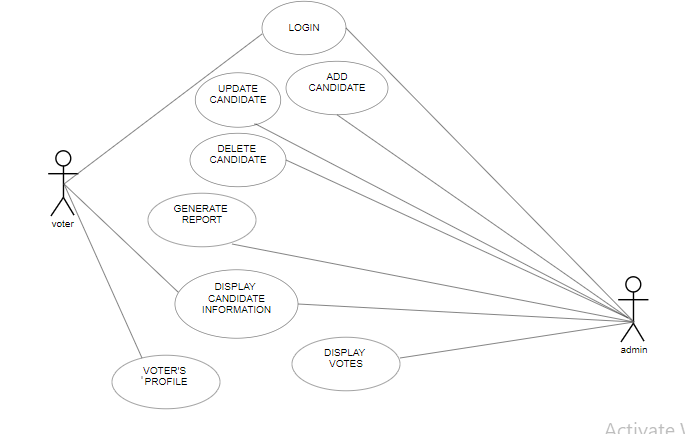 LOGIN
ADD
CANDIDATE
UPDATE
CANDIDATE
DELETE
CANDIDATE
GENERATE
REPORT
voter
DISPLAY
CANDIDATE
INFORMATION
DISPLAY
VOTES
admin
VOTER'S
PROFILE
Activate